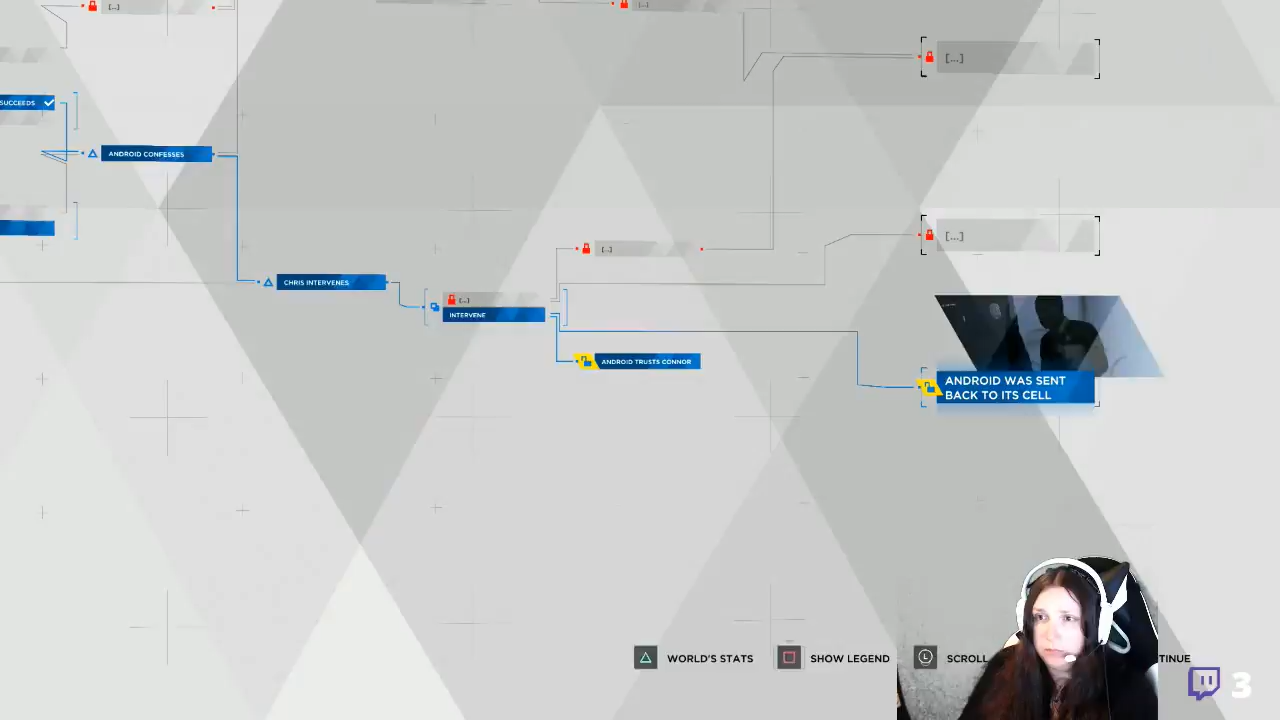 [...]
[...]
[...]
SUCCEEDS
ANDROID CONFESSES
[...]
[...]
CHRIS INTERVENES
[...]
INTERVENE
ANDROID TRUSTS CONNOR
ANDROID WAS SENT
BACK TO ITS CELL
WORLD'S STATS
SHOW LEGEND
L
SCROLL
TINUE
3